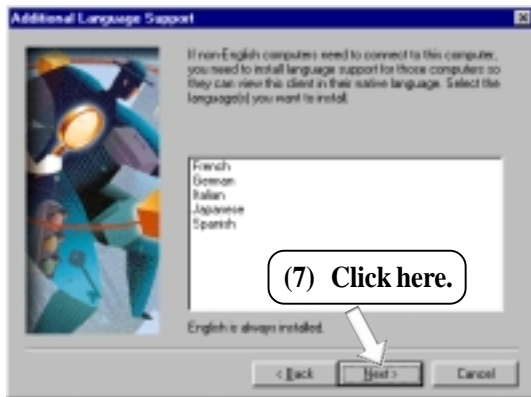 Additional Language Support
If non-English computers need to connect to this computer,
you need to install language support for those computers so
they can view this client in their native language. Select the
language(s) you want to install.
French
German
Italian
Japanese
Spanish
(7) Click here.
English is always installed.
< Back
Next >
Cancel